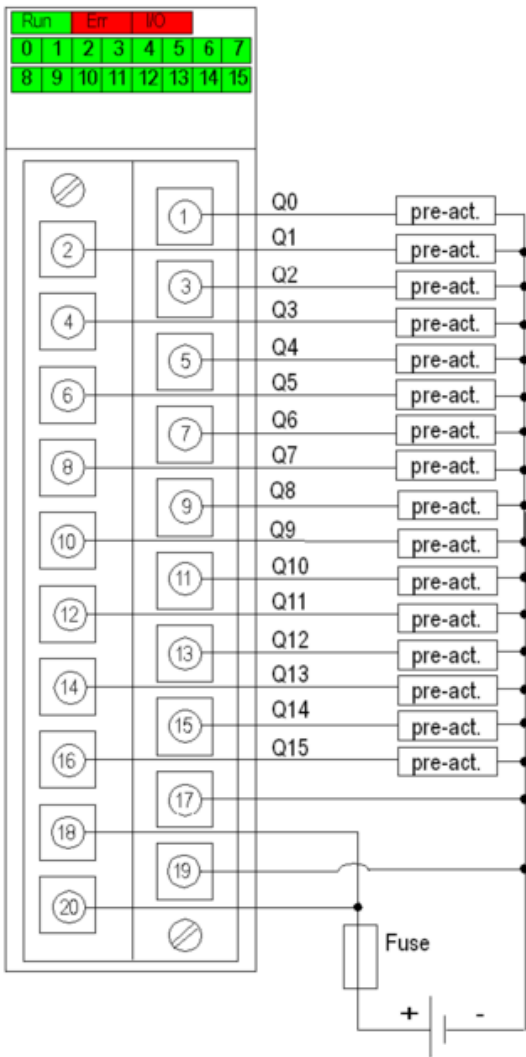 Run Err I/O
0 1 2 3 4 5 6 7
8 9 10 11 12 13 14 15
1 Q0 pre-act.
2 Q1 pre-act.
3 Q2 pre-act.
4 Q3 pre-act.
5 Q4 pre-act.
6 Q5 pre-act.
7 Q6 pre-act.
8 Q7 pre-act.
9 Q8 pre-act.
10 Q9 pre-act.
11 Q10 pre-act.
12 Q11 pre-act.
13 Q12 pre-act.
14 Q13 pre-act.
15 Q14 pre-act.
16 Q15 pre-act.
17
18
19
20
Fuse
+ -